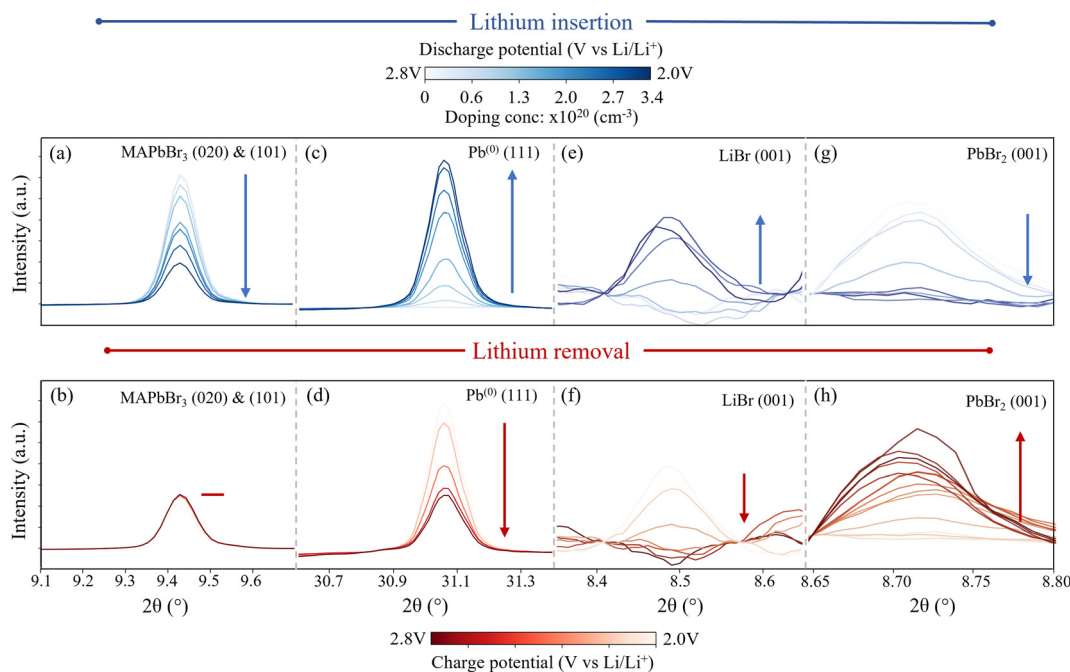 Lithium insertion
Discharge potential (V vs Li/Li⁺)
2.8V 2.0V
0 0.6 1.3 2.0 2.7 3.4
Doping conc: x10²⁰ (cm⁻³)
Intensity (a.u.)
(a) MAPbBr₃ (020) & (101)
(c) Pb⁽⁰⁾ (111)
(e) LiBr (001)
(g) PbBr₂ (001)
Lithium removal
Intensity (a.u.)
(b) MAPbBr₃ (020) & (101)
(d) Pb⁽⁰⁾ (111)
(f) LiBr (001)
(h) PbBr₂ (001)
9.1 9.2 9.3 9.4 9.5 9.6 30.7 30.9 31.1 31.3 8.4 8.5 8.6 8.65 8.70 8.75 8.80
2θ (°) 2θ (°) 2θ (°) 2θ (°)
2.8V 2.0V
Charge potential (V vs Li/Li⁺)